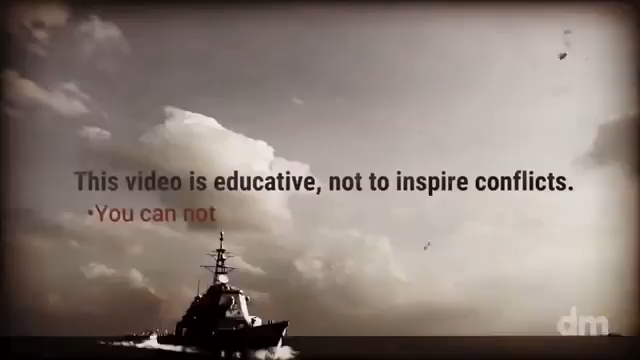 This video is educative, not to inspire conflicts.
•You can not
dm